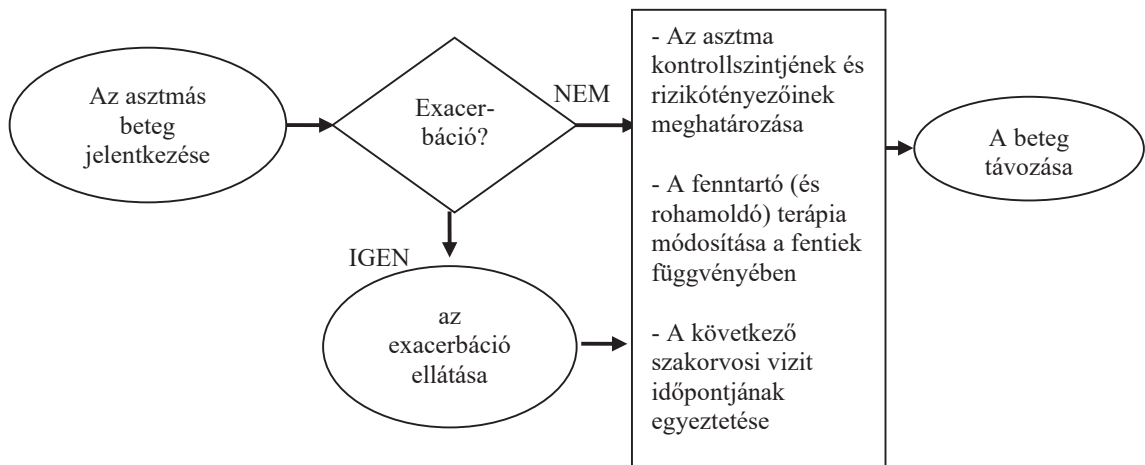 Az asztmás
beteg
jelentkezése
Exacer-
báció?
NEM
IGEN
az
exacerbáció
ellátása
- Az asztma
kontrollszintjének és
rizikótényezőinek
meghatározása
- A fenntartó (és
rohamoldó) terápia
módosítása a fentiek
függvényében
- A következő
szakorvosi vizit
időpontjának
egyeztetése
A beteg
távozása